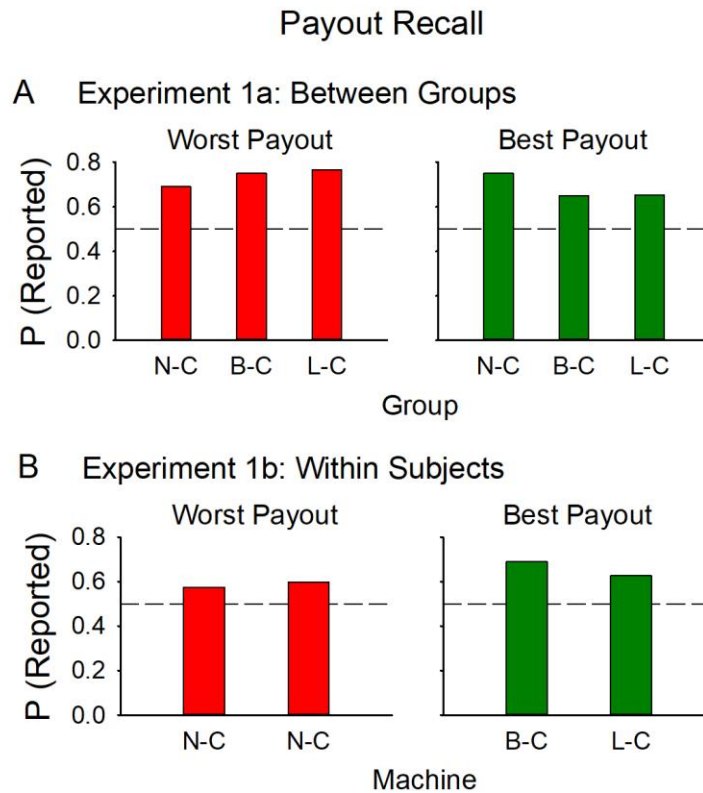 Payout Recall
A Experiment 1a: Between Groups
Worst Payout Best Payout
P (Reported)
0.8
0.6
0.4
0.2
0.0
N-C B-C L-C N-C B-C L-C
Group
B Experiment 1b: Within Subjects
Worst Payout Best Payout
P (Reported)
0.8
0.6
0.4
0.2
0.0
N-C N-C B-C L-C
Machine